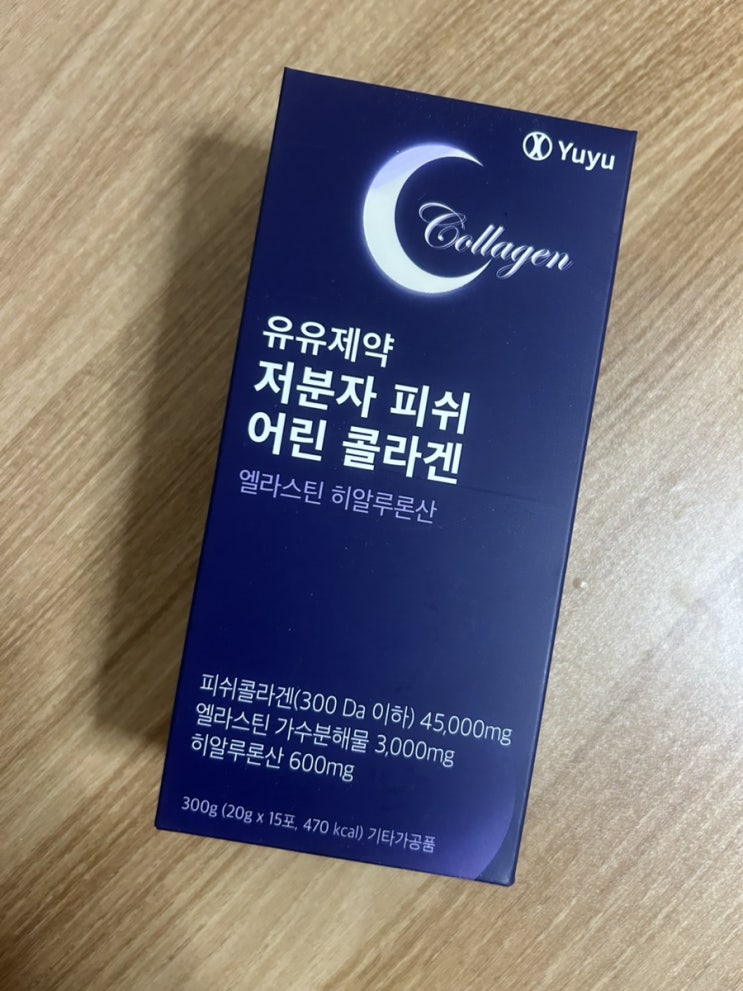 Yuyu
Collagen
유유제약
저분자 피쉬
어린 콜라겐
엘라스틴 히알루론산
피쉬콜라겐(300 Da 이하) 45,000mg
엘라스틴 가수분해물 3,000mg
히알루론산 600mg
300g (20g x 15포, 470 kcal) 기타가공품